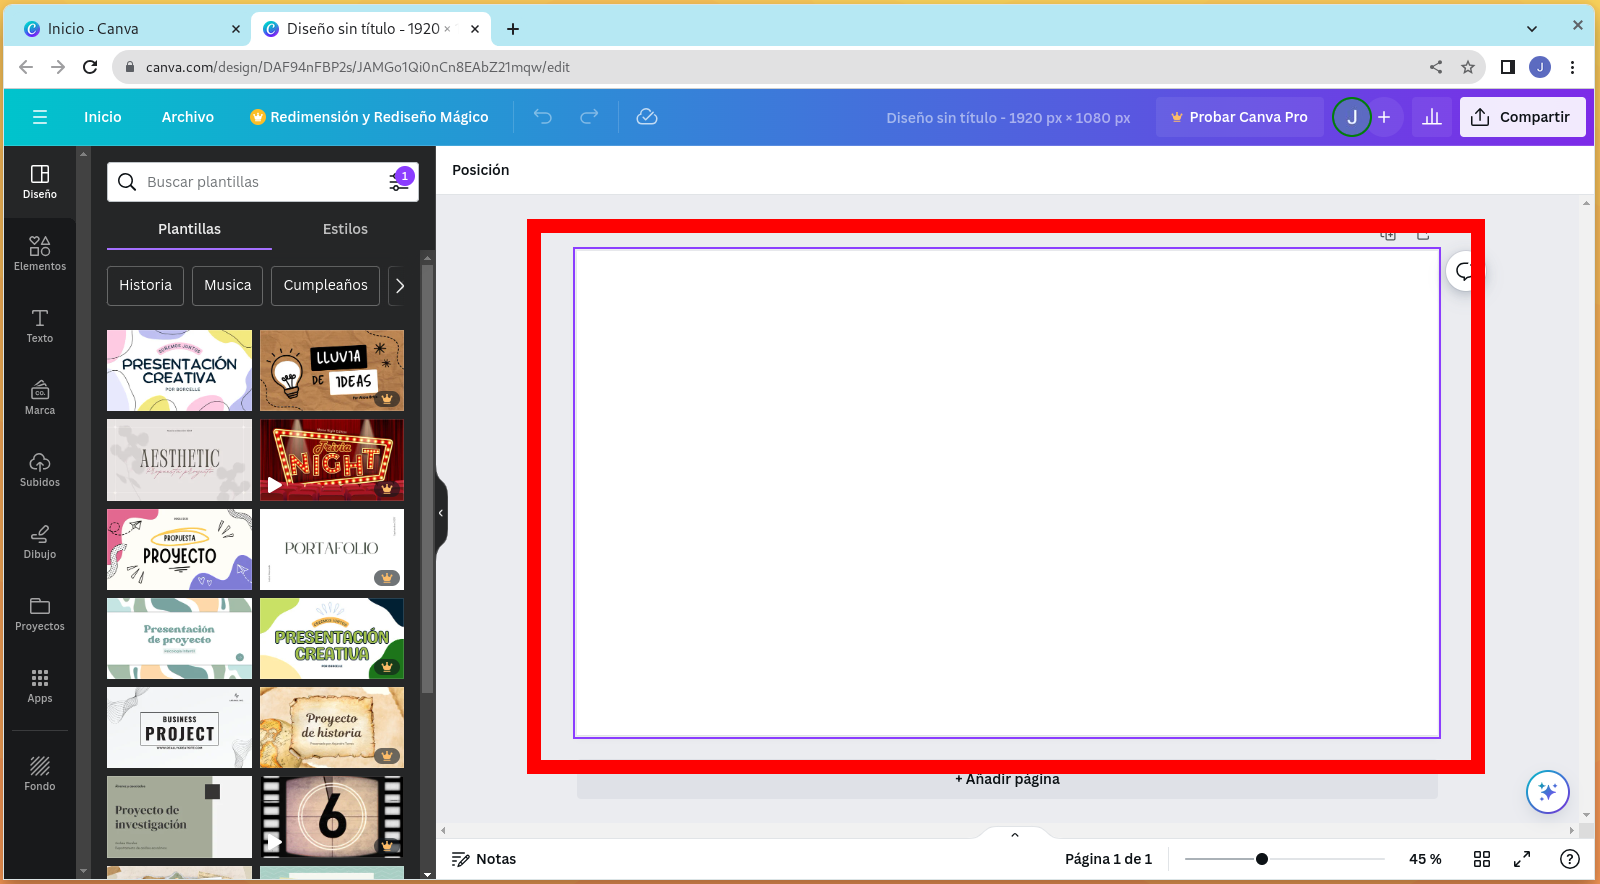 Inicio - Canva
Diseño sin título - 1920 ×
canva.com/design/DAF94nFBP2s/JAMGo1Qi0nCn8EAbZ21mqw/edit
J
Inicio
Archivo
Redimensión y Rediseño Mágico
Diseño sin título - 1920 px × 1080 px
Probar Canva Pro
J
+
Compartir
Diseño
Elementos
Texto
CO.
Marca
Subidos
Dibujo
Proyectos
Apps
Fondo
Buscar plantillas
1
Plantillas
Estilos
Historia
Musica
Cumpleaños
PRESENTACIÓN
CREATIVA
LLUVIA
DE IDEAS
AESTHETIC
Trivia
NIGHT
PROPUESTA
PROYECTO
PORTAFOLIO
Presentación
de proyecto
PRESENTACIÓN
CREATIVA
BUSINESS
PROJECT
Proyecto
de historia
Proyecto de
investigación
6
Posición
+ Añadir página
Notas
Página 1 de 1
45 %
?